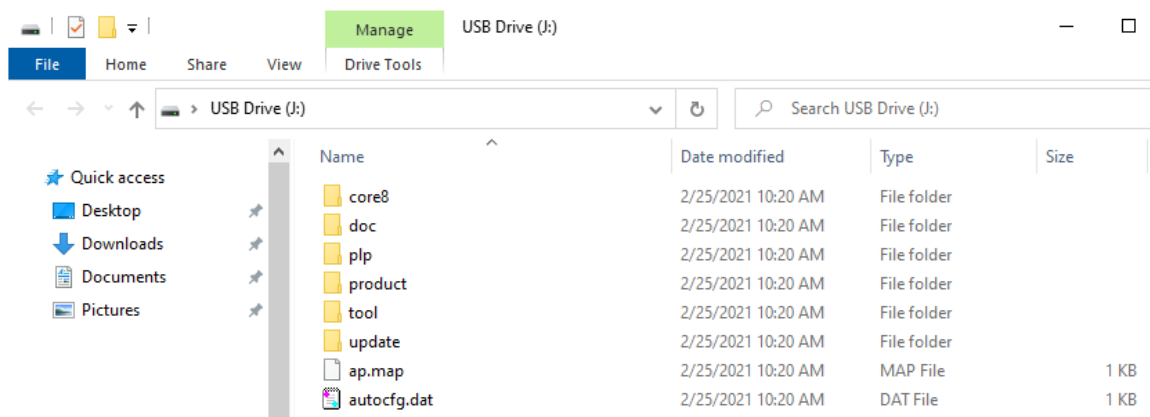 Manage USB Drive (J:)
File Home Share View Drive Tools
USB Drive (J:) Search USB Drive (J:)
Name Date modified Type Size
Quick access
Desktop
Downloads
Documents
Pictures
core8 2/25/2021 10:20 AM File folder
doc 2/25/2021 10:20 AM File folder
plp 2/25/2021 10:20 AM File folder
product 2/25/2021 10:20 AM File folder
tool 2/25/2021 10:20 AM File folder
update 2/25/2021 10:20 AM File folder
ap.map 2/25/2021 10:20 AM MAP File 1 KB
autocfg.dat 2/25/2021 10:20 AM DAT File 1 KB